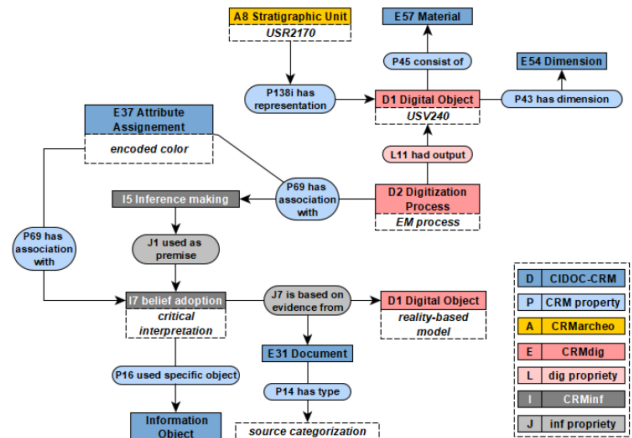 A8 Stratigraphic Unit
USR2170
E57 Material
P45 consist of
E54 Dimension
P138i has
representation
D1 Digital Object
USV240
P43 has dimension
E37 Attribute
Assignement
encoded color
L11 had output
I5 Inference making
P69 has
association
with
D2 Digitization
Process
EM process
P69 has
association
with
J1 used as
premise
I7 belief adoption
critical
interpretation
J7 is based on
evidence from
D1 Digital Object
reality-based
model
E31 Document
P16 used specific object
P14 has type
Information
Object
source categorization
D CIDOC-CRM
P CRM property
A CRMarcheo
E CRMdig
L dig propriety
I CRMinf
J inf propriety